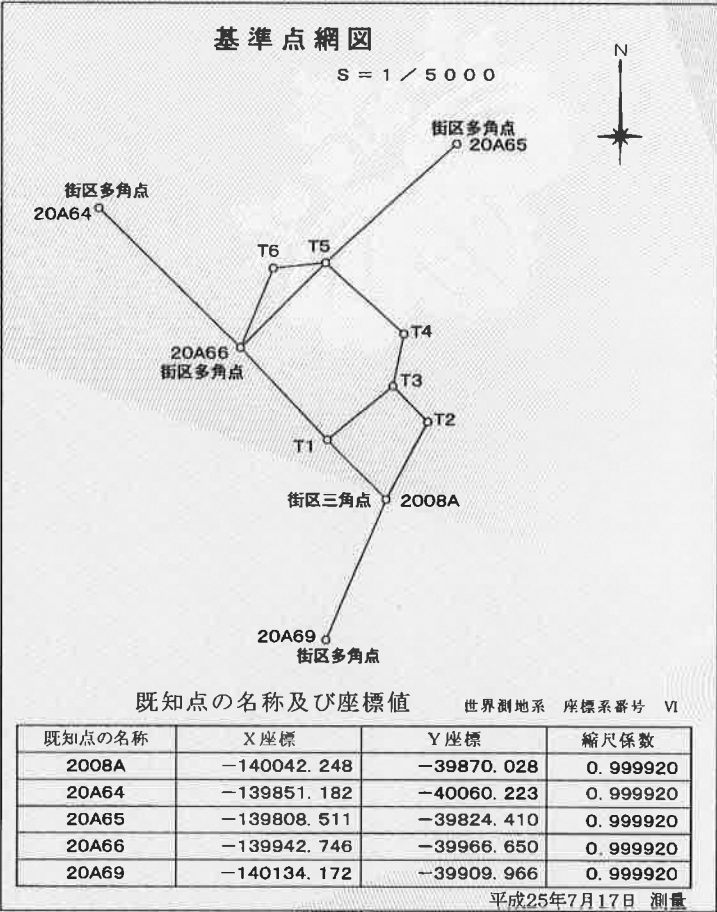 基準点網図
S=1/5000
N
街区多角点
20A65
街区多角点
20A64
T6
T5
T4
20A66
街区多角点
T3
T2
T1
街区三角点 2008A
20A69
街区多角点
既知点の名称及び座標値 世界測地系 座標系番号 Ⅵ
既知点の名称 X座標 Y座標 縮尺係数
2008A -140042.248 -39870.028 0.999920
20A64 -139851.182 -40060.223 0.999920
20A65 -139808.511 -39824.410 0.999920
20A66 -139942.746 -39966.650 0.999920
20A69 -140134.172 -39909.966 0.999920
平成25年7月17日 測量